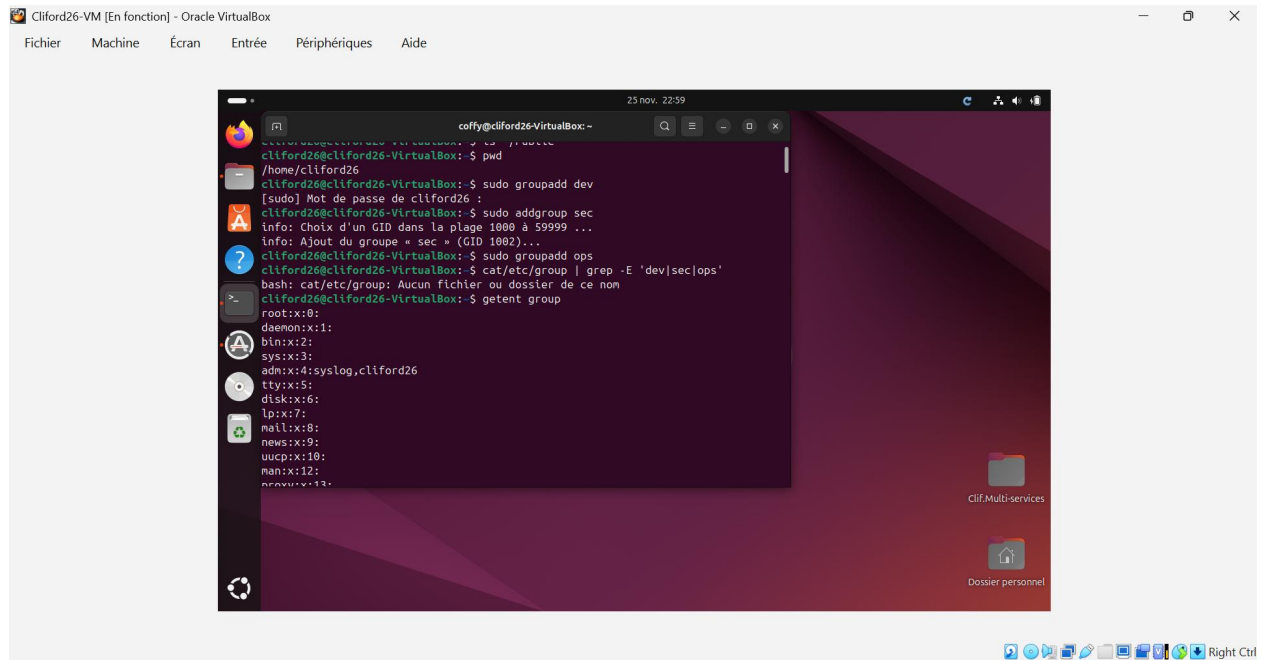 Cliford26-VM [En fonction] - Oracle VirtualBox
Fichier Machine Écran Entrée Périphériques Aide
25 nov. 22:59
coffy@cliford26-VirtualBox: ~
cliford26@cliford26-VirtualBox:~$ pwd
/home/cliford26
cliford26@cliford26-VirtualBox:~$ sudo groupadd dev
[sudo] Mot de passe de cliford26 :
cliford26@cliford26-VirtualBox:~$ sudo addgroup sec
info: Choix d'un GID dans la plage 1000 à 59999 ...
info: Ajout du groupe « sec » (GID 1002)...
cliford26@cliford26-VirtualBox:~$ sudo groupadd ops
cliford26@cliford26-VirtualBox:~$ cat/etc/group | grep -E 'dev|sec|ops'
bash: cat/etc/group: Aucun fichier ou dossier de ce nom
cliford26@cliford26-VirtualBox:~$ getent group
root:x:0:
daemon:x:1:
bin:x:2:
sys:x:3:
adm:x:4:syslog,cliford26
tty:x:5:
disk:x:6:
lp:x:7:
mail:x:8:
news:x:9:
uucp:x:10:
man:x:12:
proxy:x:13:
Clif.Multi-services
Dossier personnel
Right Ctrl